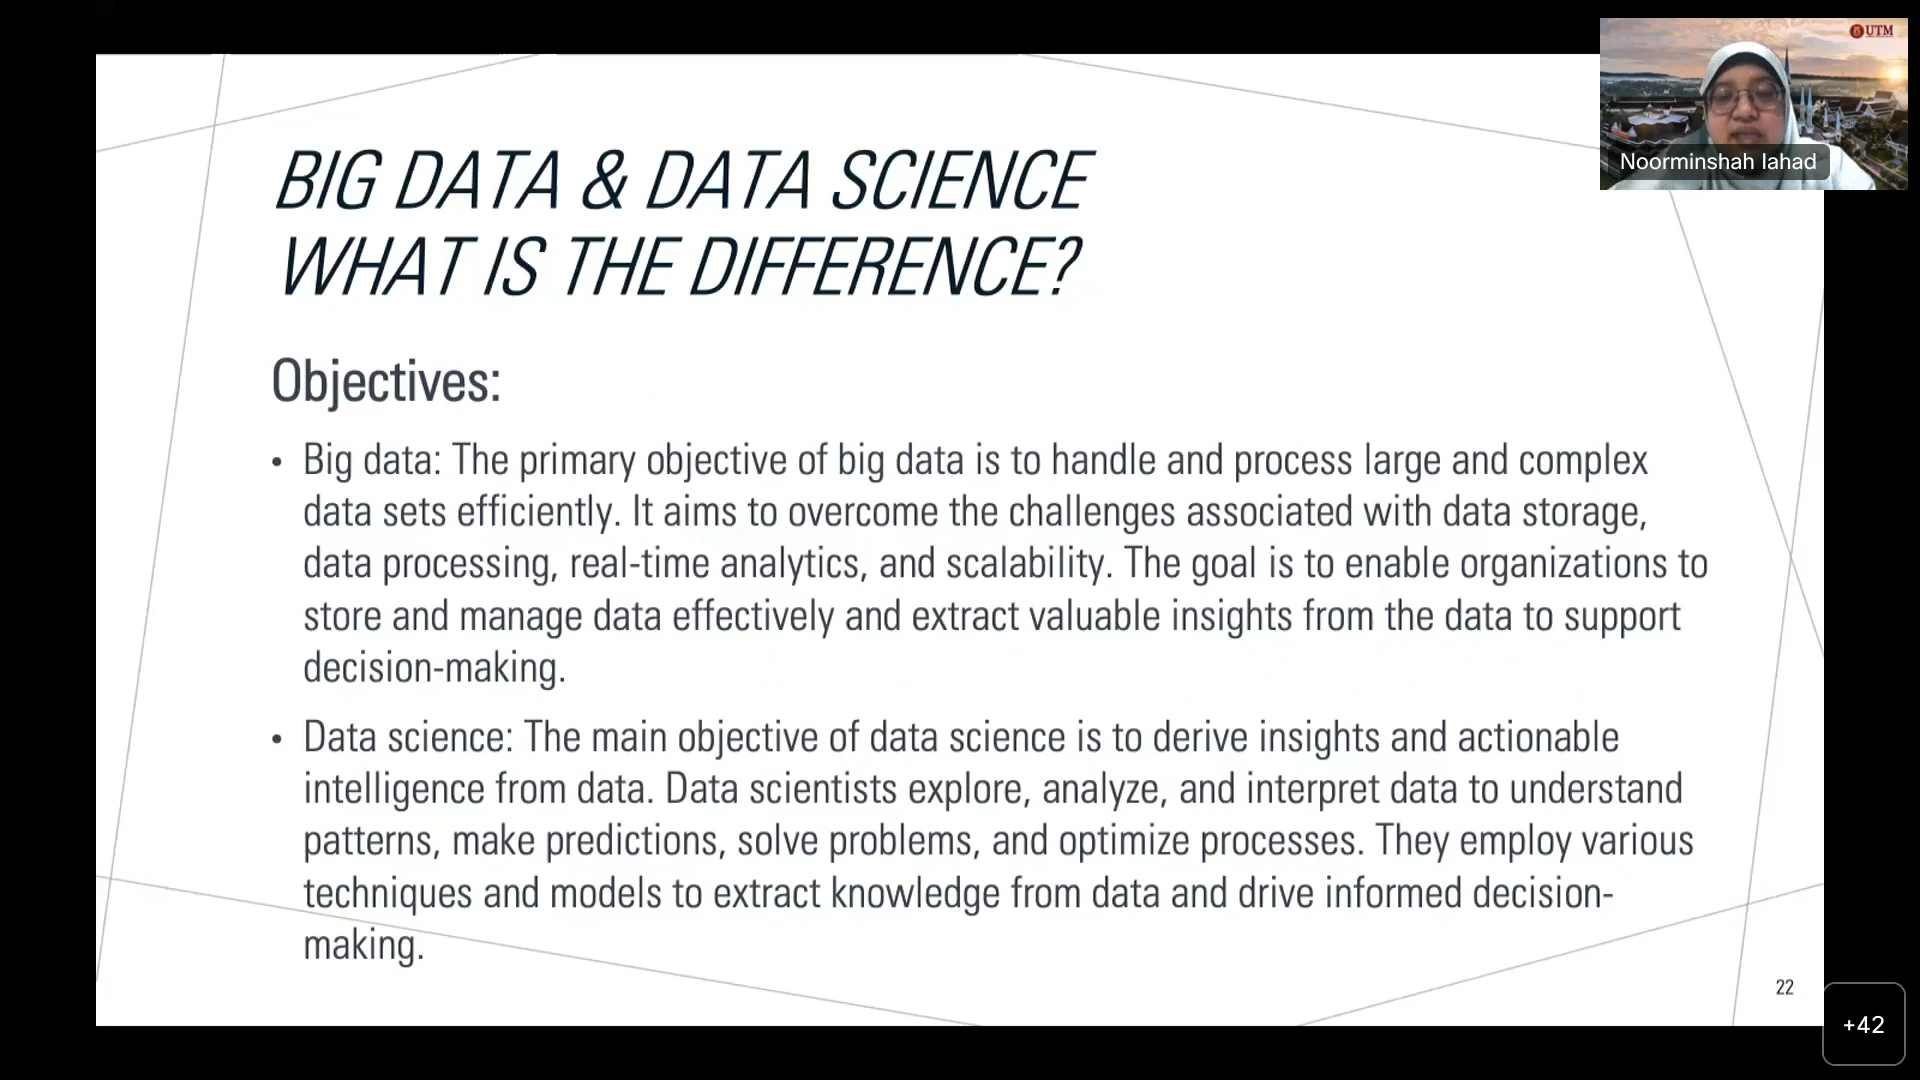 UTM
BIG DATA & DATA SCIENCE
WHAT IS THE DIFFERENCE?
Noorminshah Iahad
Objectives:
• Big data: The primary objective of big data is to handle and process large and complex
data sets efficiently. It aims to overcome the challenges associated with data storage,
data processing, real-time analytics, and scalability. The goal is to enable organizations to
store and manage data effectively and extract valuable insights from the data to support
decision-making.
• Data science: The main objective of data science is to derive insights and actionable
intelligence from data. Data scientists explore, analyze, and interpret data to understand
patterns, make predictions, solve problems, and optimize processes. They employ various
techniques and models to extract knowledge from data and drive informed decision-
making.
22
+42